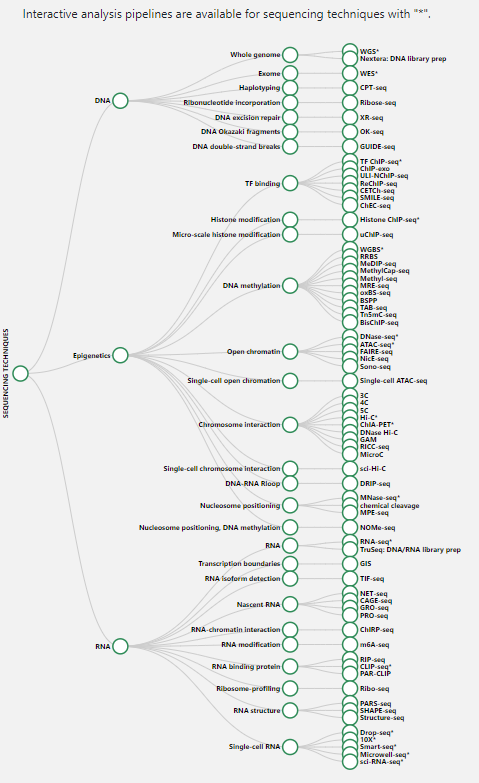 Interactive analysis pipelines are available for sequencing techniques with "*".
SEQUENCING TECHNIQUES
DNA
Whole genome
WGS*
Nextera: DNA library prep
Exome
WES*
Haplotyping
CPT-seq
Ribonucleotide incorporation
Ribose-seq
DNA excision repair
XR-seq
DNA Okazaki fragments
OK-seq
DNA double-strand breaks
GUIDE-seq
Epigenetics
TF binding
TF ChIP-seq*
ChIP-exo
ULI-NChIP-seq
ReChIP-seq
CETCh-seq
SMILE-seq
ChEC-seq
Histone modification
Histone ChIP-seq*
Micro-scale histone modification
uChIP-seq
DNA methylation
WGBS*
RRBS
MeDIP-seq
MethylCap-seq
Methyl-seq
MRE-seq
oxBS-seq
BSPP
TAB-seq
Tn5mC-seq
BisChIP-seq
Open chromatin
DNase-seq*
ATAC-seq*
FAIRE-seq
NicE-seq
Sono-seq
Single-cell open chromation
Single-cell ATAC-seq
Chromosome interaction
3C
4C
5C
Hi-C*
ChIA-PET*
DNase Hi-C
GAM
RICC-seq
MicroC
Single-cell chromosome interaction
sci-Hi-C
DNA-RNA Rloop
DRIP-seq
Nucleosome positioning
MNase-seq*
chemical cleavage
MPE-seq
Nucleosome positioning, DNA methylation
NOMe-seq
RNA
RNA
RNA-seq*
TruSeq: DNA/RNA library prep
Transcription boundaries
GIS
RNA isoform detection
TIF-seq
Nascent-RNA
NET-seq
CAGE-seq
GRO-seq
PRO-seq
RNA-chromatin interaction
ChIRP-seq
RNA modification
m6A-seq
RNA binding protein
RIP-seq
CLIP-seq*
PAR-CLIP
Ribosome-profiling
Ribo-seq
RNA structure
PARS-seq
SHAPE-seq
Structure-seq
Single-cell RNA
Drop-seq*
10X*
Smart-seq*
Microwell-seq*
sci-RNA-seq*